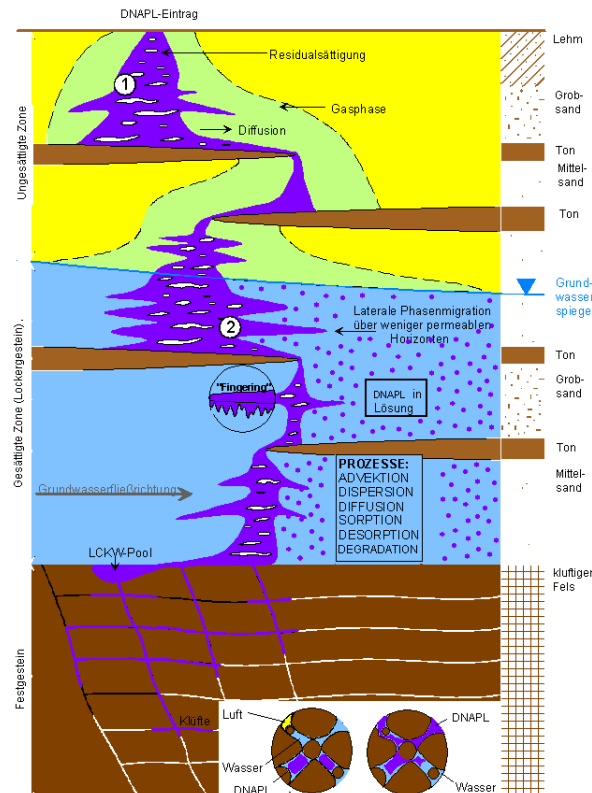 DNAPL-Eintrag
Lehm
Residualsättigung
1
Grob-
sand
Gasphase
Diffusion
Ungesättigte Zone
Ton
Mittel-
sand
Ton
Grund-
wasser-
spiege
Laterale Phasenmigration
über weniger permeablen
Horizonten
2
Ton
"Fingering"
DNAPL in
Lösung
Grob-
sand
Gesättigte Zone (Lockergestein).
Ton
PROZESSE:
ADVEKTION
DISPERSION
DIFFUSION
SORPTION
DESORPTION
DEGRADATION
Mittel-
sand
Grundwasserfließrichtung
LCKW-Pool
klüftiger
Fels
Festgestein
Klüfte
Luft
DNAPL
Wasser
DNAPL
Wasser